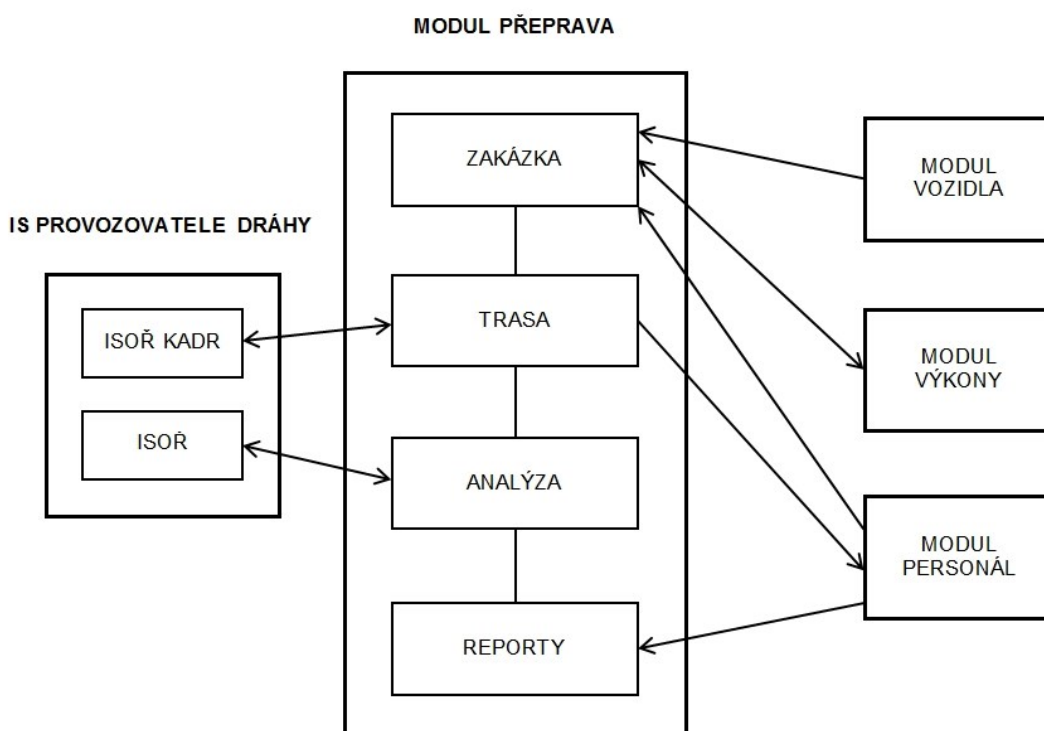 MODUL PŘEPRAVA
ZAKÁZKA
MODUL
VOZIDLA
IS PROVOZOVATELE DRÁHY
ISOŘ KADR
TRASA
MODUL
VÝKONY
ISOŘ
ANALÝZA
MODUL
PERSONÁL
REPORTY